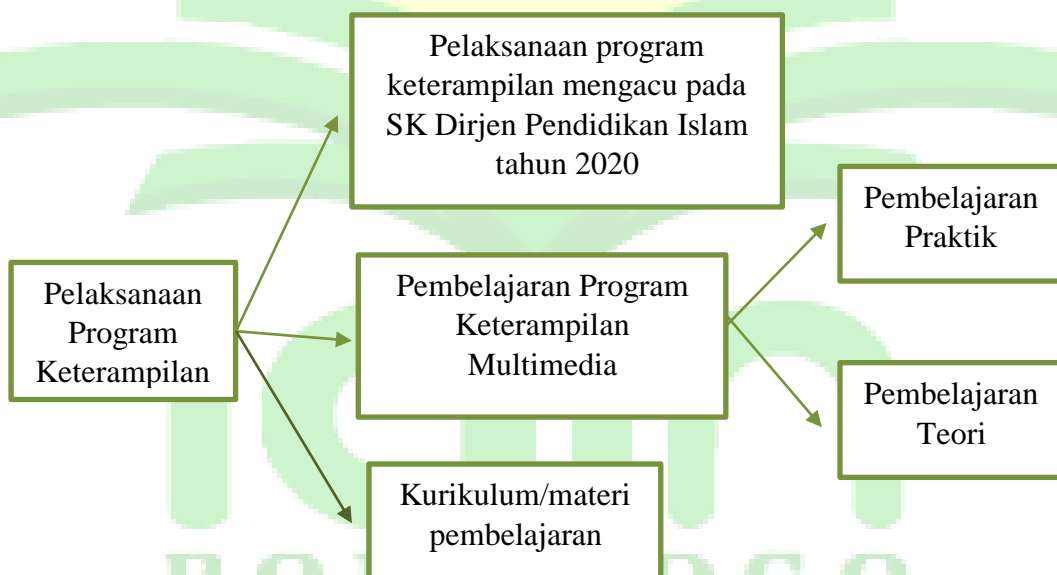 Pelaksanaan program
keterampilan mengacu pada
SK Dirjen Pendidikan Islam
tahun 2020
Pelaksanaan
Program
Keterampilan
Pembelajaran Program
Keterampilan
Multimedia
Pembelajaran
Praktik
Pembelajaran
Teori
Kurikulum/materi
pembelajaran